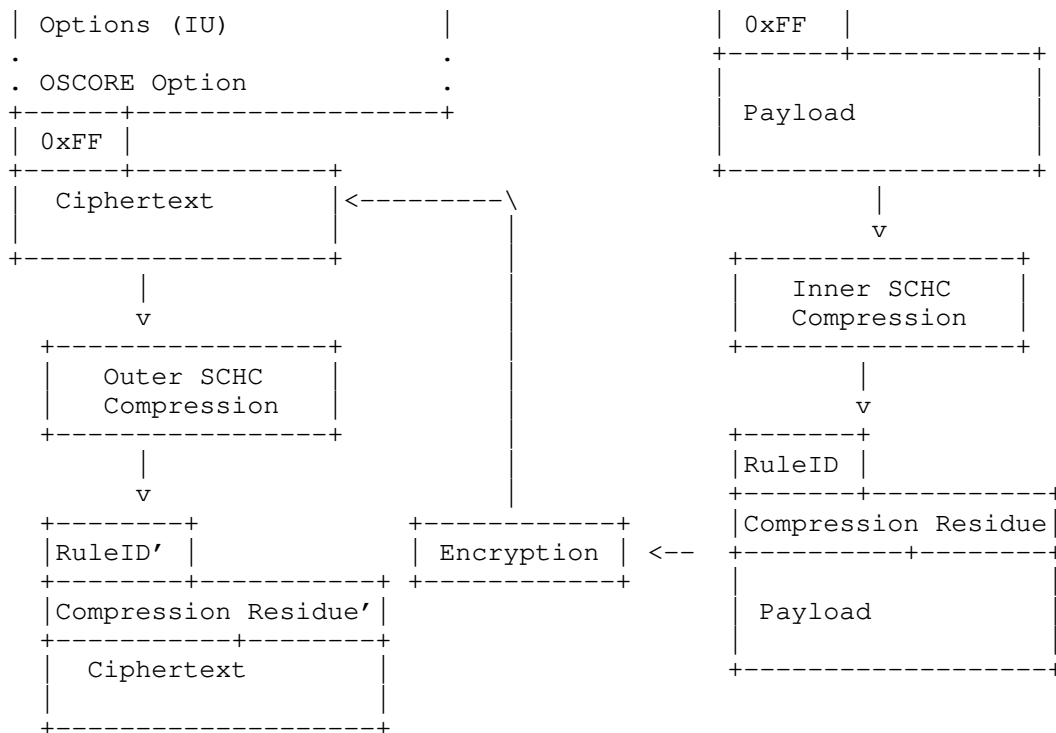 Options (IU)
0xFF
OSCORE Option
Payload
0xFF
Ciphertext
Inner SCHC
Compression
Outer SCHC
Compression
RuleID
Compression Residue
RuleID’
Encryption
Compression Residue’
Payload
Ciphertext